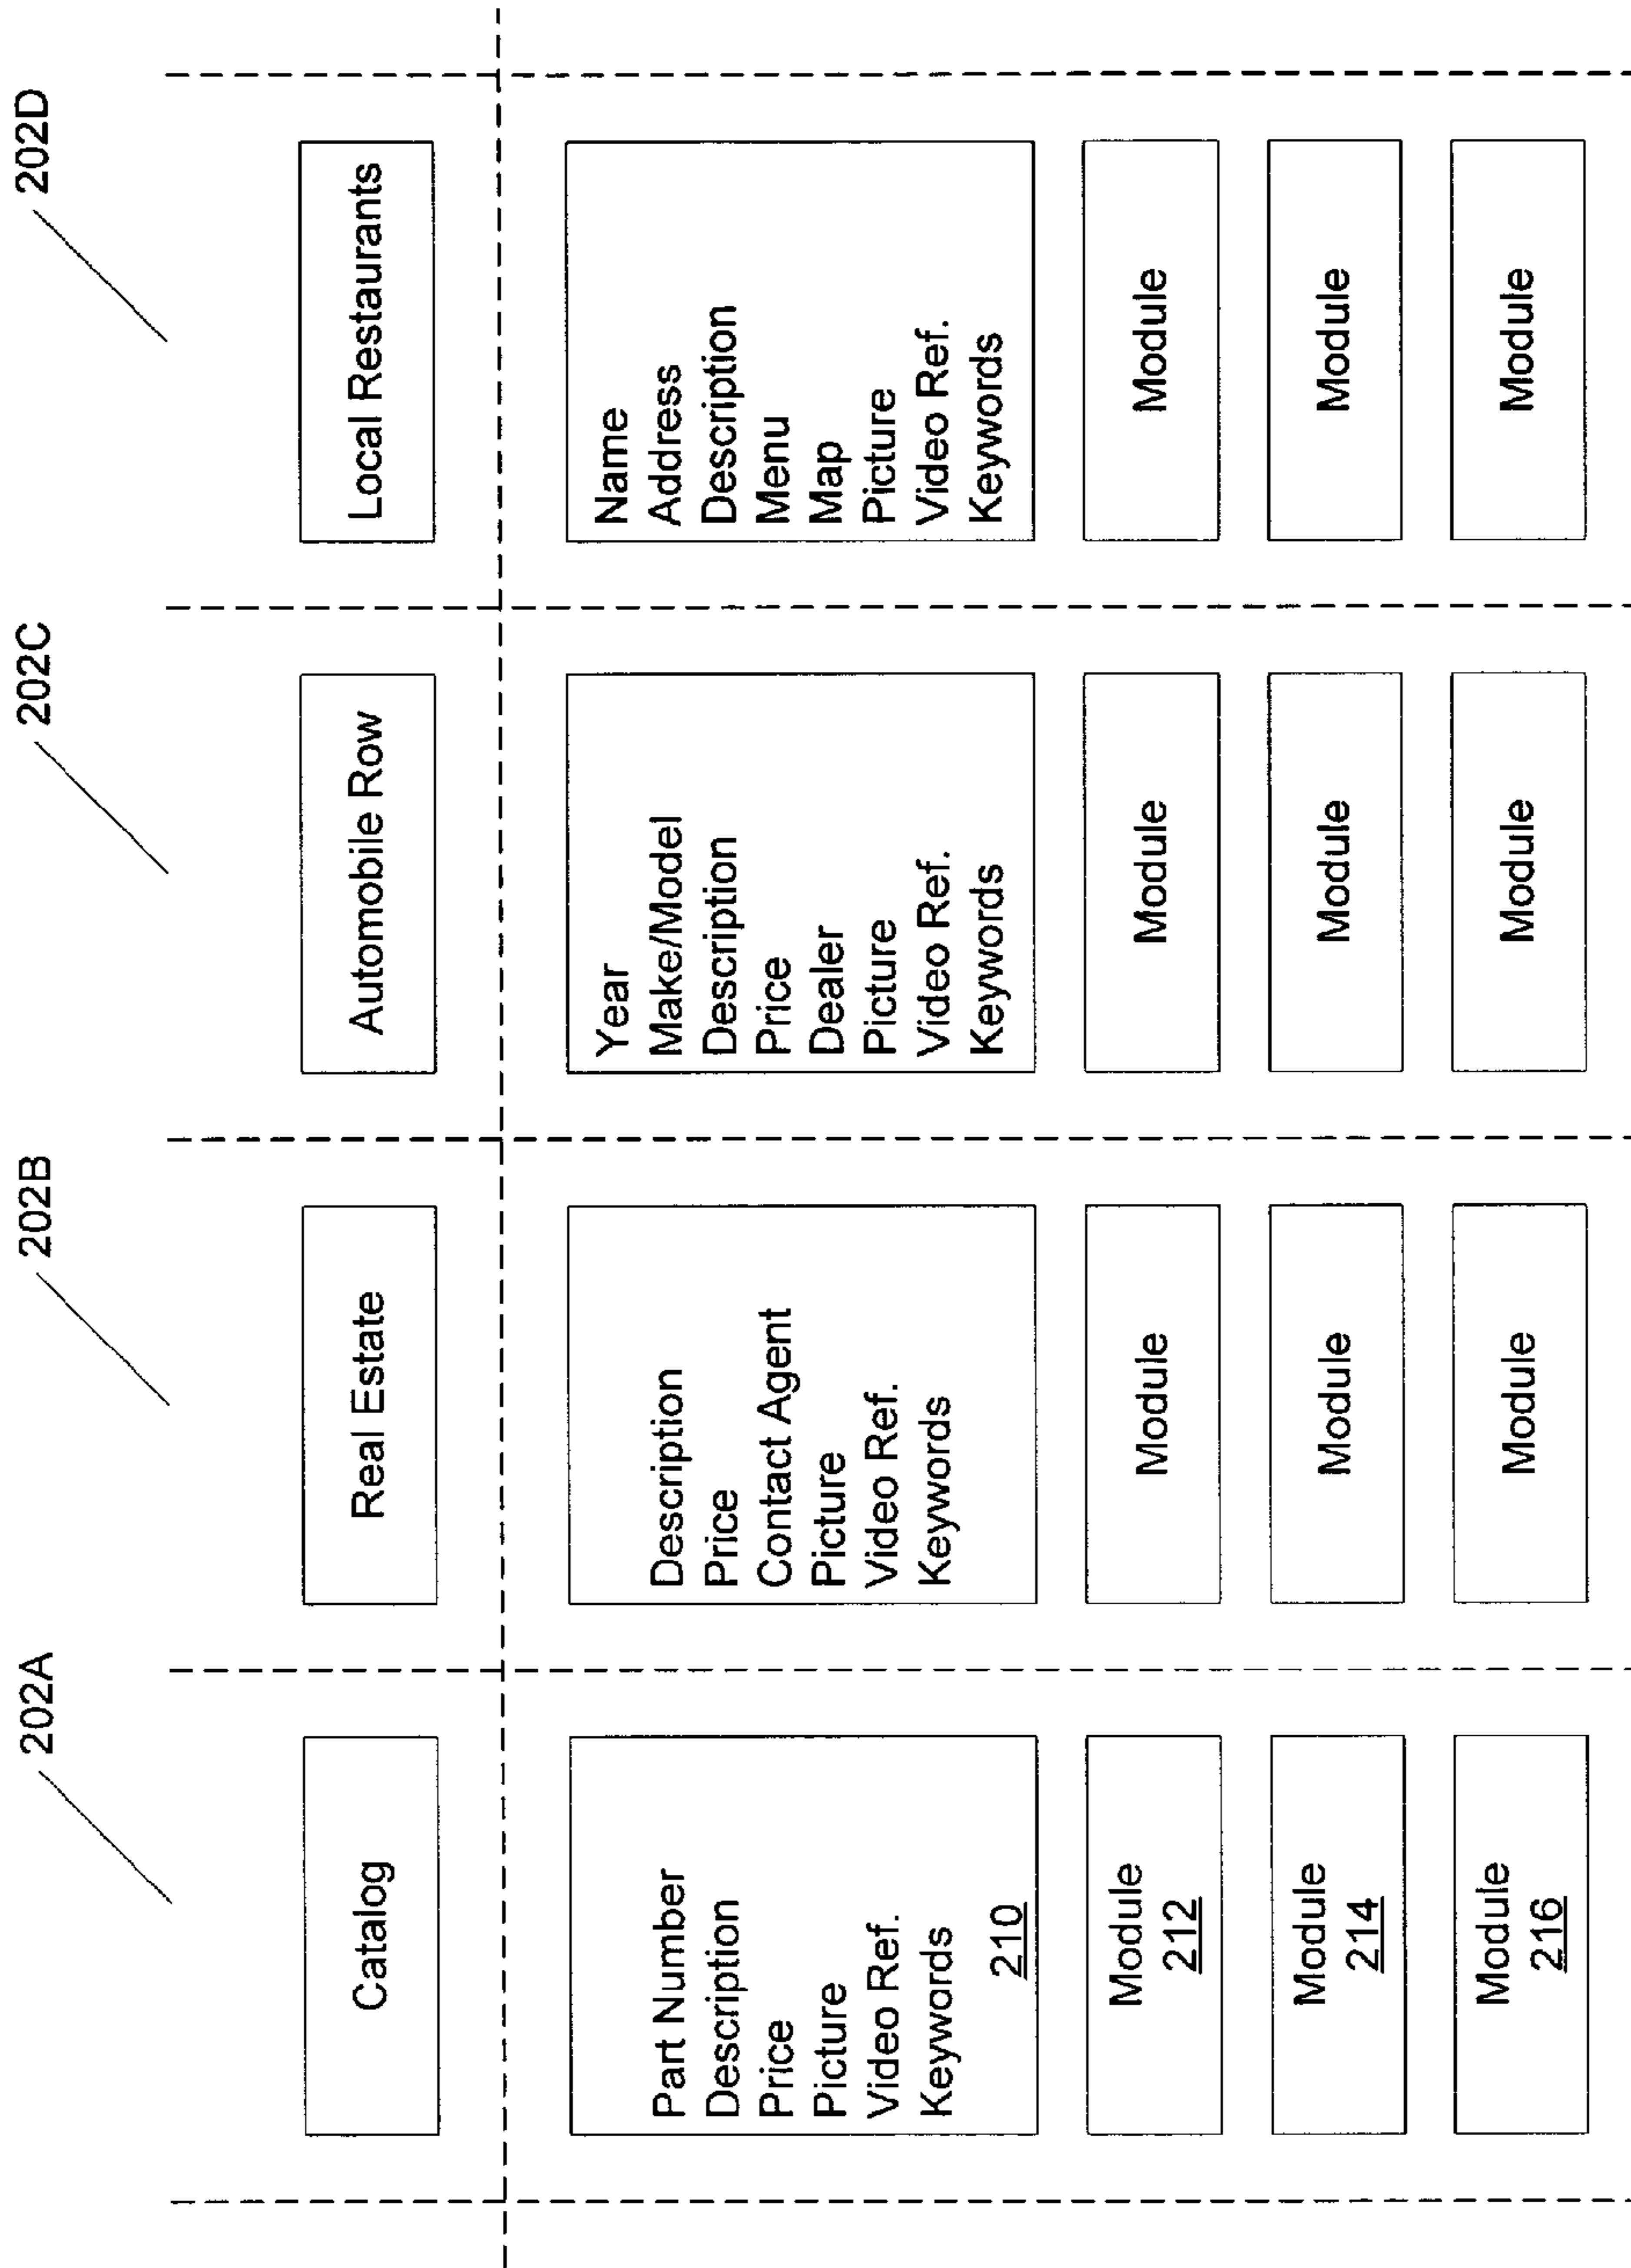 202A
202B
202C
202D
Catalog
Real Estate
Automobile Row
Local Restaurants
Part Number
Description
Price
Picture
Video Ref.
Keywords
210
Description
Price
Contact Agent
Picture
Video Ref.
Keywords
Year
Make/Model
Description
Price
Dealer
Picture
Video Ref.
Keywords
Name
Address
Description
Menu
Map
Picture
Video Ref.
Keywords
Module
212
Module
Module
Module
Module
214
Module
Module
Module
Module
216
Module
Module
Module